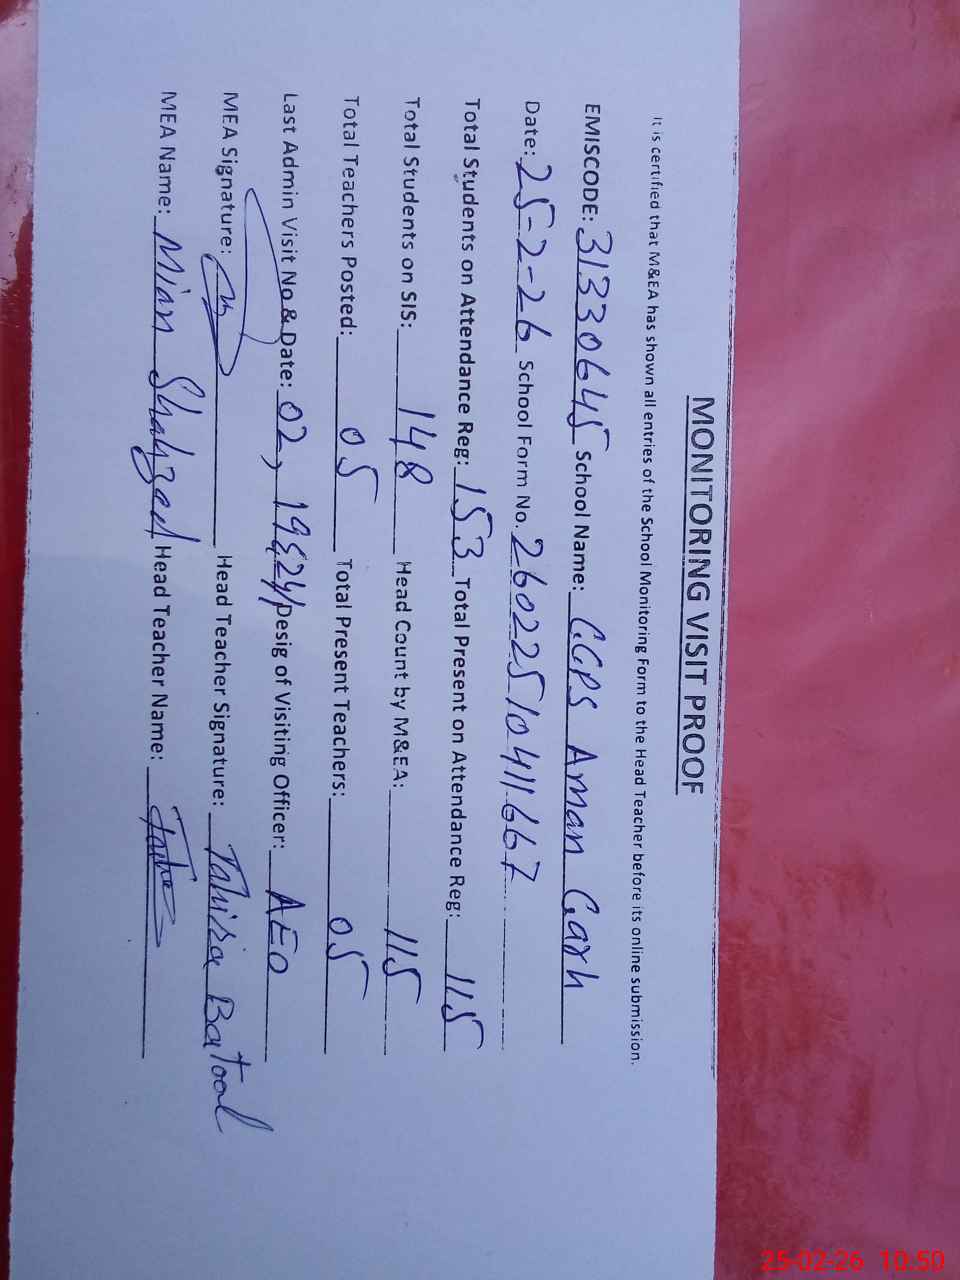 MONITORING VISIT PROOF
It is certified that M&EA has shown all entries of the School Monitoring Form to the Head Teacher before its online submission.
EMISCODE: 31330645 School Name: G.GPS Aman Garh
Date: 25-2-26 School Form No. 26022510411667
Total Students on Attendance Reg: 153 Total Present on Attendance Reg: 115
Total Students on SIS: 148 Head Count by M&EA: 115
Total Teachers Posted: 05 Total Present Teachers: 05
Last Admin Visit No & Date: 02, 19&24/ Desig of Visiting Officer: AEO
MEA Signature: Head Teacher Signature: Tahira Batool
MEA Name: Mian Shahzad Head Teacher Name:
25-02-26 10:50